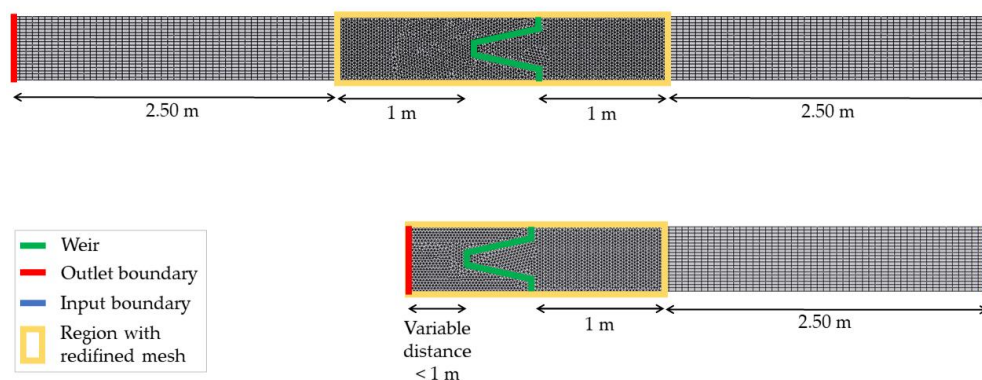 2.50 m
1 m
1 m
2.50 m
Weir
Outlet boundary
Input boundary
Region with
redifined mesh
Variable
distance
< 1 m
1 m
2.50 m